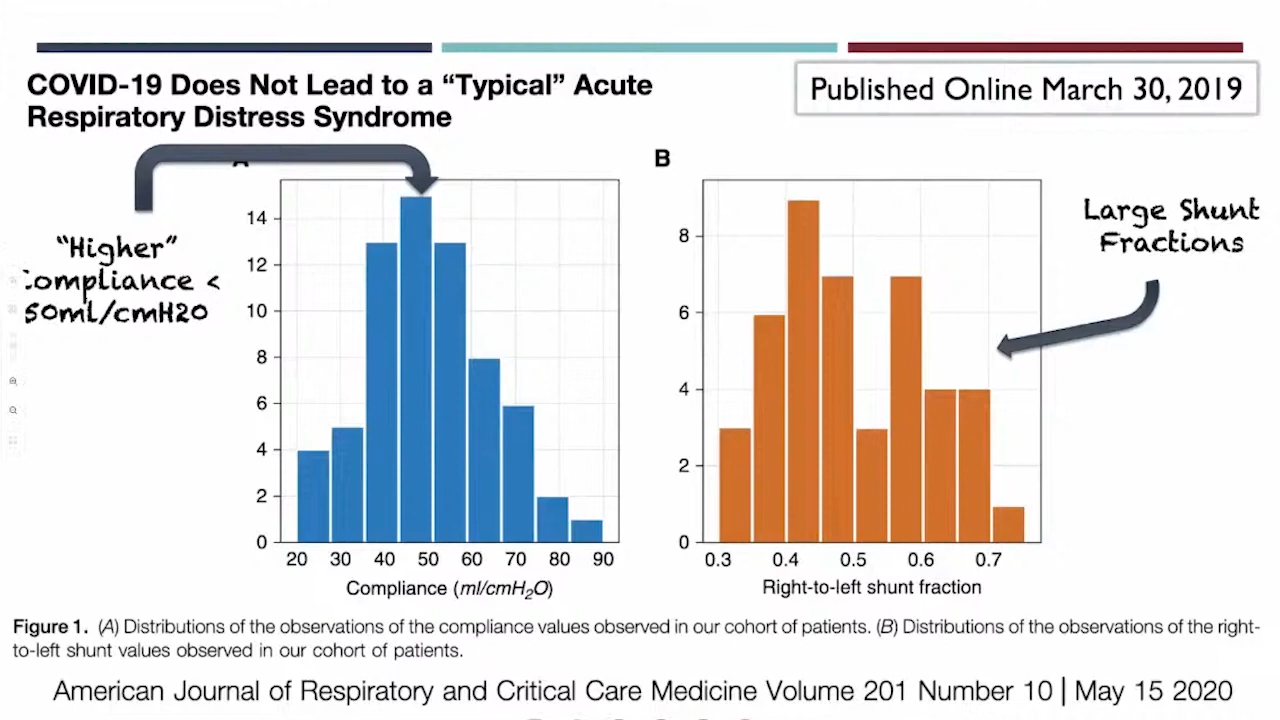 COVID-19 Does Not Lead to a “Typical” Acute
Respiratory Distress Syndrome
Published Online March 30, 2019
“Higher”
Compliance <
50ml/cmH20
B
14
12
10
8
6
4
2
0
20 30 40 50 60 70 80 90
Compliance (ml/cmH2O)
8
6
4
2
0
0.3 0.4 0.5 0.6 0.7
Right-to-left shunt fraction
Large Shunt
Fractions
Figure 1. (A) Distributions of the observations of the compliance values observed in our cohort of patients. (B) Distributions of the observations of the right-
to-left shunt values observed in our cohort of patients.
American Journal of Respiratory and Critical Care Medicine Volume 201 Number 10 | May 15 2020